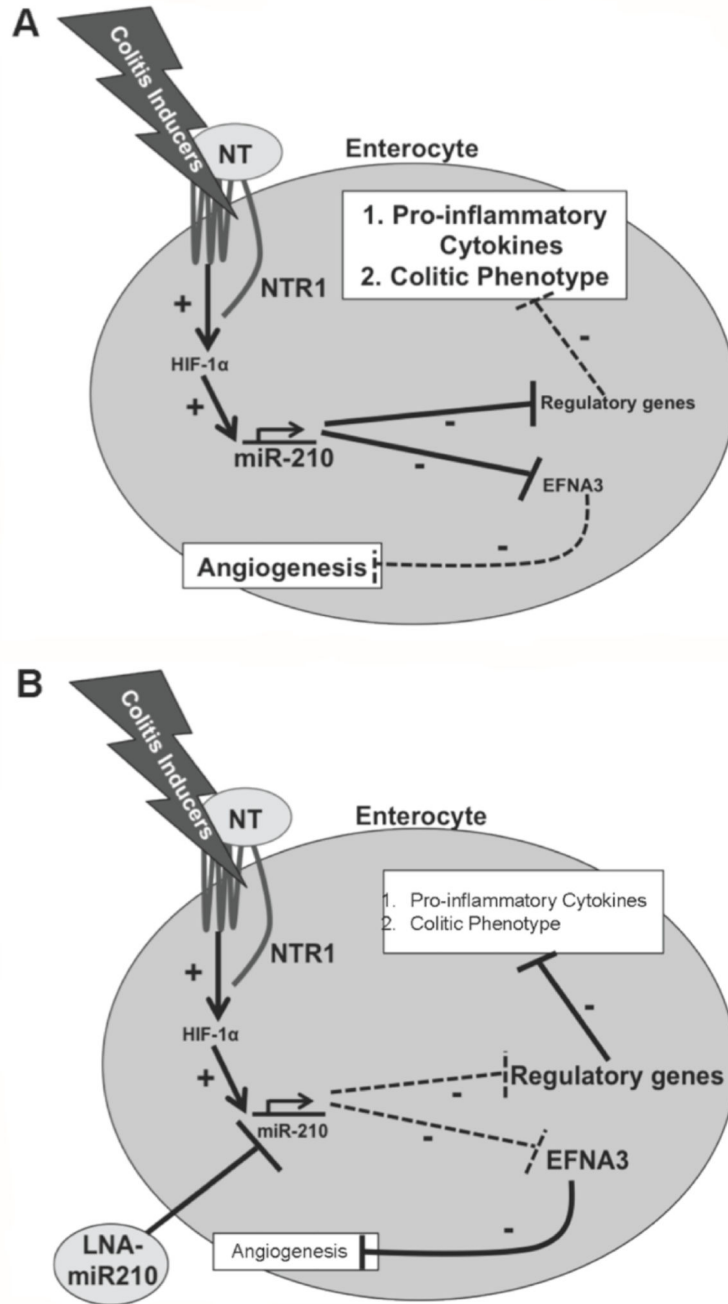 A
Colitis Inducers
NT
Enterocyte
1. Pro-inflammatory
Cytokines
2. Colitic Phenotype
NTR1
+
-
HIF-1α
+
Regulatory genes
-
miR-210
-
EFNA3
-
Angiogenesis
B
Colitis Inducers
NT
Enterocyte
1. Pro-inflammatory Cytokines
2. Colitic Phenotype
NTR1
+
-
HIF-1α
+
Regulatory genes
-
miR-210
-
EFNA3
-
LNA-
miR210
Angiogenesis